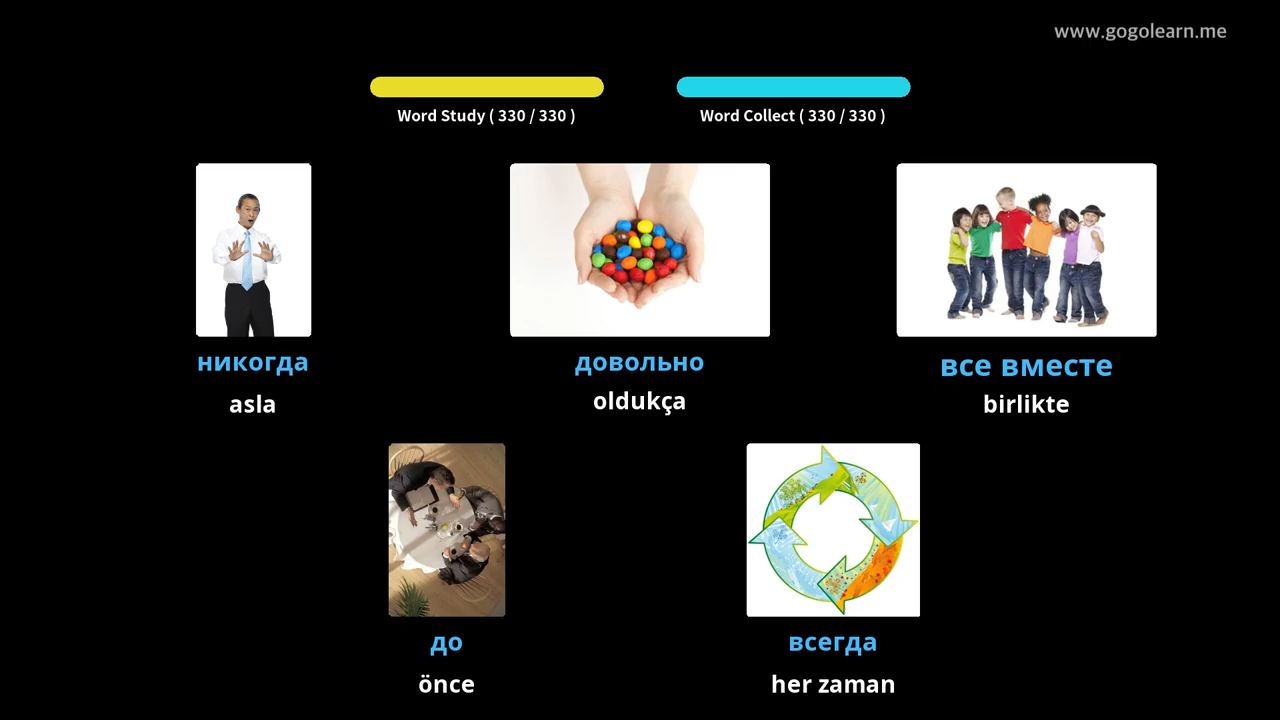 www.gogolearn.me
Word Study ( 330 / 330 )
Word Collect ( 330 / 330 )
никогда
asla
довольно
oldukça
все вместе
birlikte
до
önce
всегда
her zaman